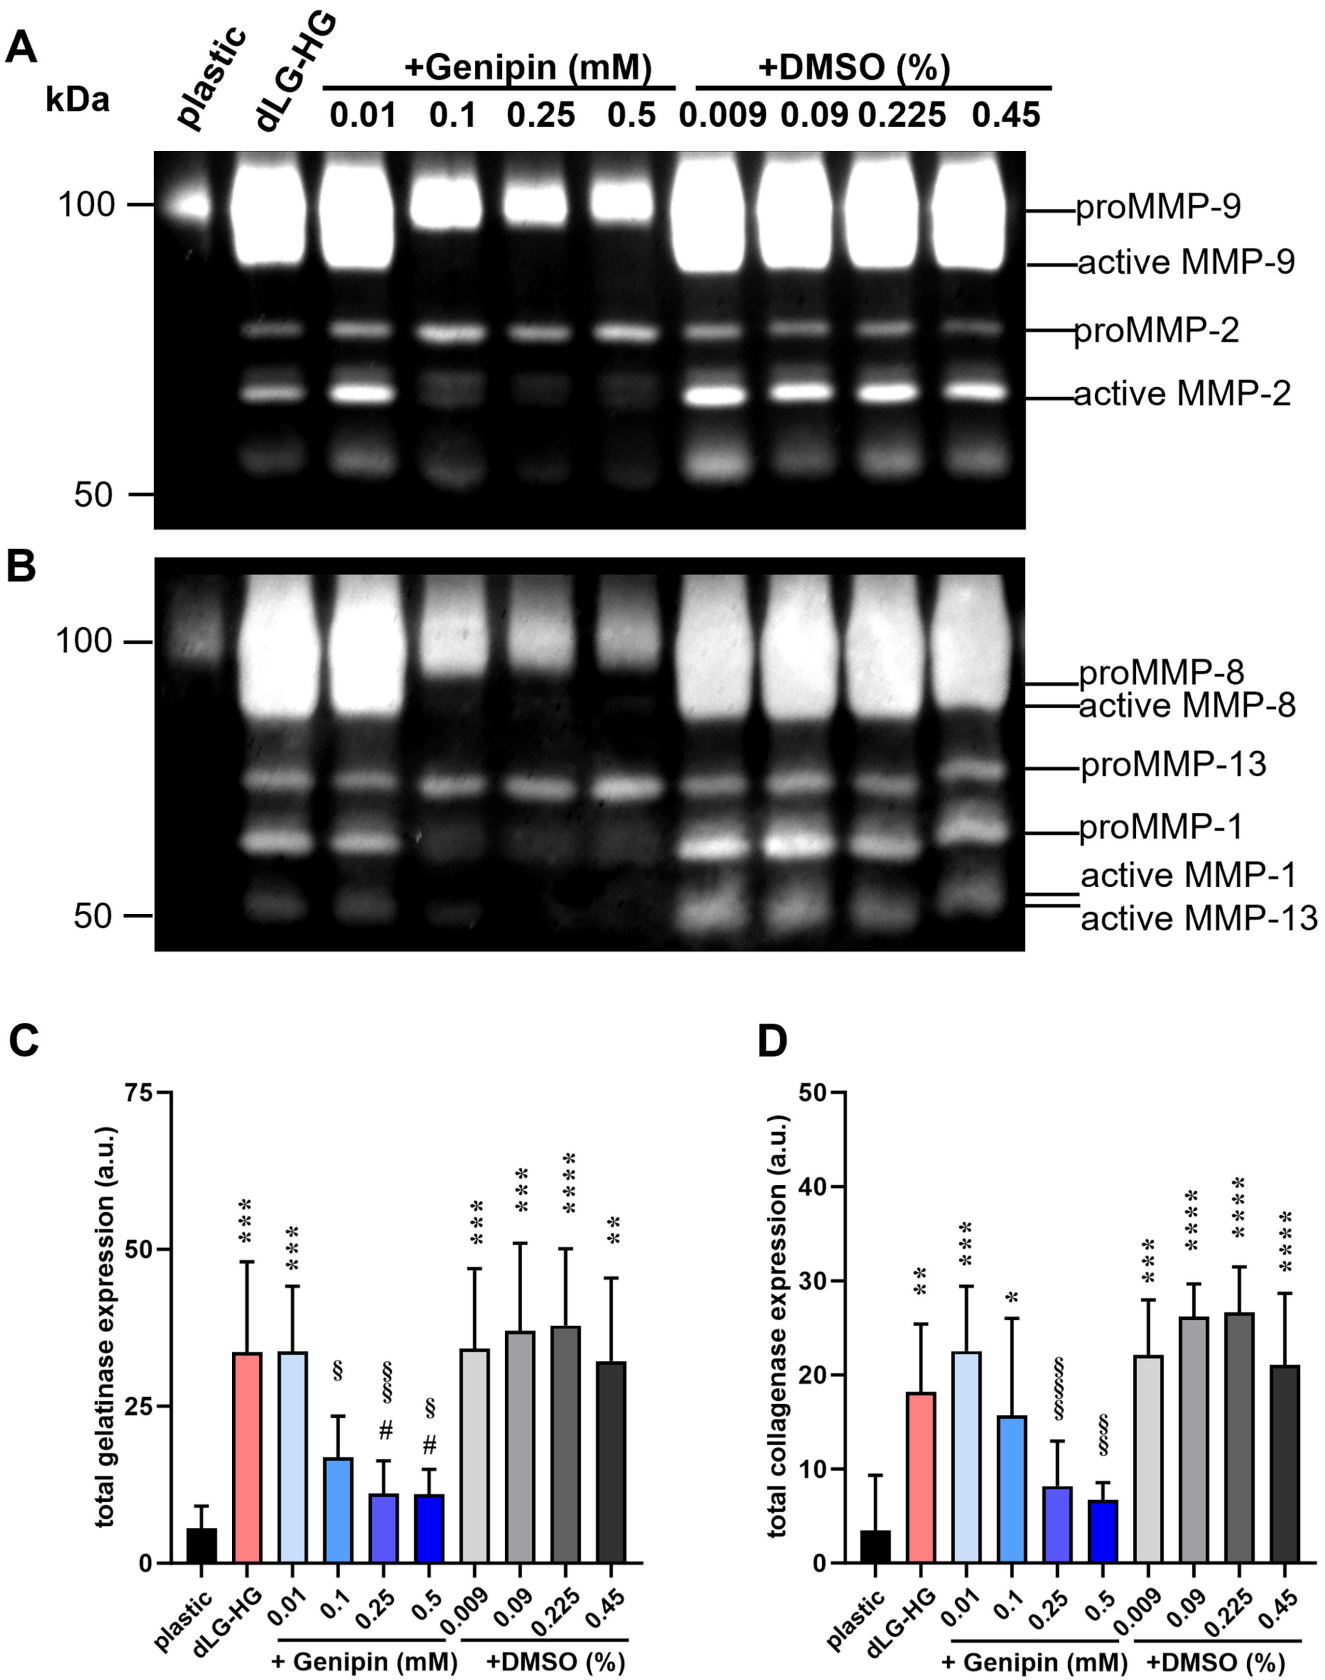 A
plastic
dLG-HG
+Genipin (mM)
+DMSO (%)
kDa
0.01 0.1 0.25 0.5 0.009 0.09 0.225 0.45
100
proMMP-9
active MMP-9
proMMP-2
active MMP-2
50
B
100
proMMP-8
active MMP-8
proMMP-13
proMMP-1
active MMP-1
50
active MMP-13
C
total gelatinase expression (a.u.)
75
50
25
0
***
***
§
§§§
#
§
#
***
***
****
**
plastic
dLG-HG
0.01
0.1
0.25
0.5
0.009
0.09
0.225
0.45
+ Genipin (mM)
+DMSO (%)
D
total collagenase expression (a.u.)
50
40
30
20
10
0
**
***
*
§§§§
§§§
***
****
****
****
plastic
dLG-HG
0.01
0.1
0.25
0.5
0.009
0.09
0.225
0.45
+ Genipin (mM)
+DMSO (%)